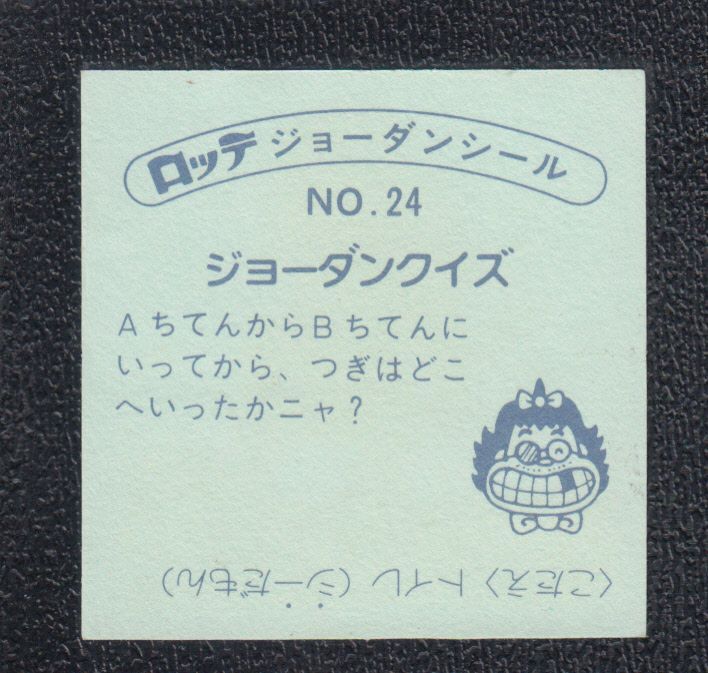 ロッテ ジョーダンシール
NO.24
ジョーダンクイズ
AちてんからBちてんに
いってから、つぎはどこ
へいったかニャ？
〈こたえ〉トイレ（シーだもん）